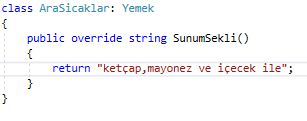 class AraSicaklar: Yemek
{
    public override string SunumSekli()
    {
        return "ketçap,mayonez ve içecek ile";
    }
}